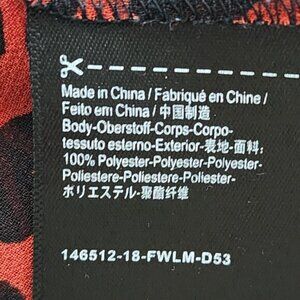 Made in China / Fabriqué en Chine /
Feito em China / 中国制造
Body-Oberstoff-Corps-Corpo-
tessuto esterno-Exterior-表地-面料:
100% Polyester-Polyester-Polyester-
Poliestere-Poliestere-Poliestere-
ポリエステル-聚酯纤维
146512-18-FWLM-D53